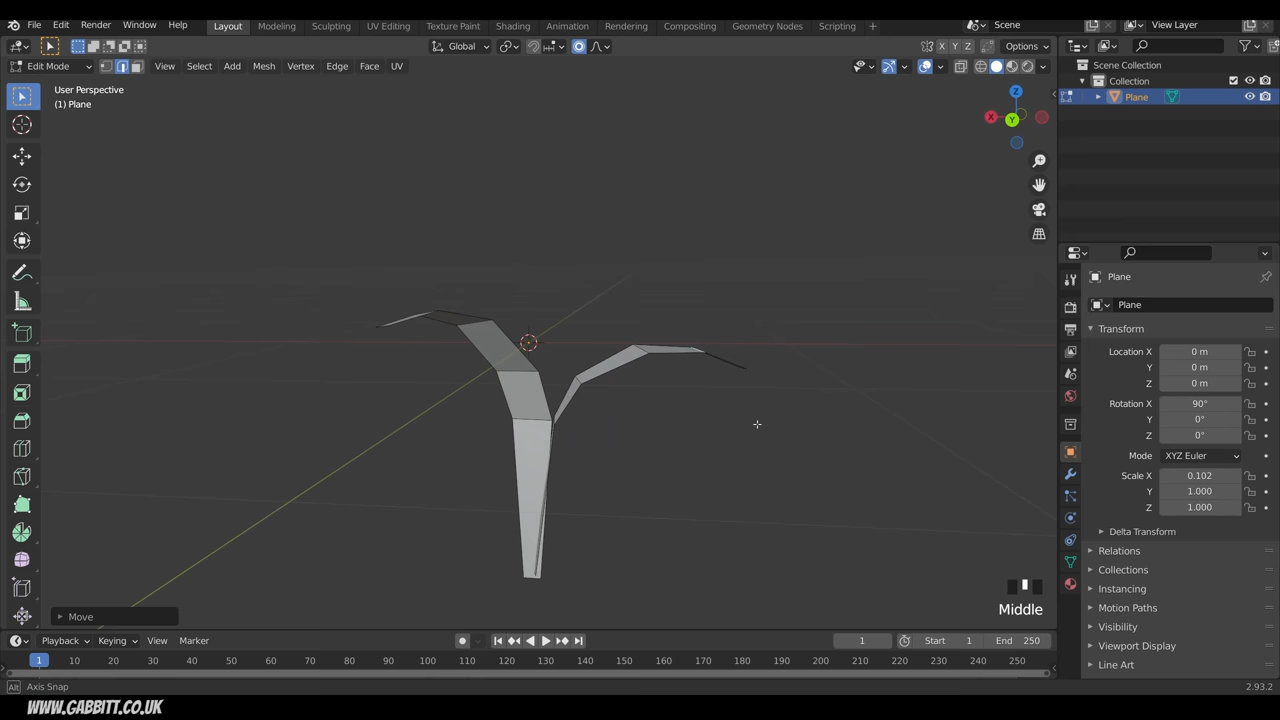 File Edit Render Window Help Layout Modeling Sculpting UV Editing Texture Paint Shading Animation Rendering Compositing Geometry Nodes Scripting + Scene View Layer
Global X Y Z Options
Edit Mode View Select Add Mesh Vertex Edge Face UV
User Perspective
(1) Plane
Z
X
Y
Scene Collection
Collection
Plane
Plane
Plane
Transform
Location X 0 m
Y 0 m
Z 0 m
Rotation X 90°
Y 0°
Z 0°
Mode XYZ Euler
Scale X 0.102
Y 1.000
Z 1.000
Delta Transform
Relations
Collections
Instancing
Motion Paths
Visibility
Viewport Display
Line Art
Middle
Move
Playback Keying View Marker 1 Start 1 End 250
1 10 20 30 40 50 60 70 80 90 100 110 120 130 140 150 160 170 180 190 200 210 220 230 240 250
Alt Axis Snap 2.93.2
WWW.GABBITT.CO.UK